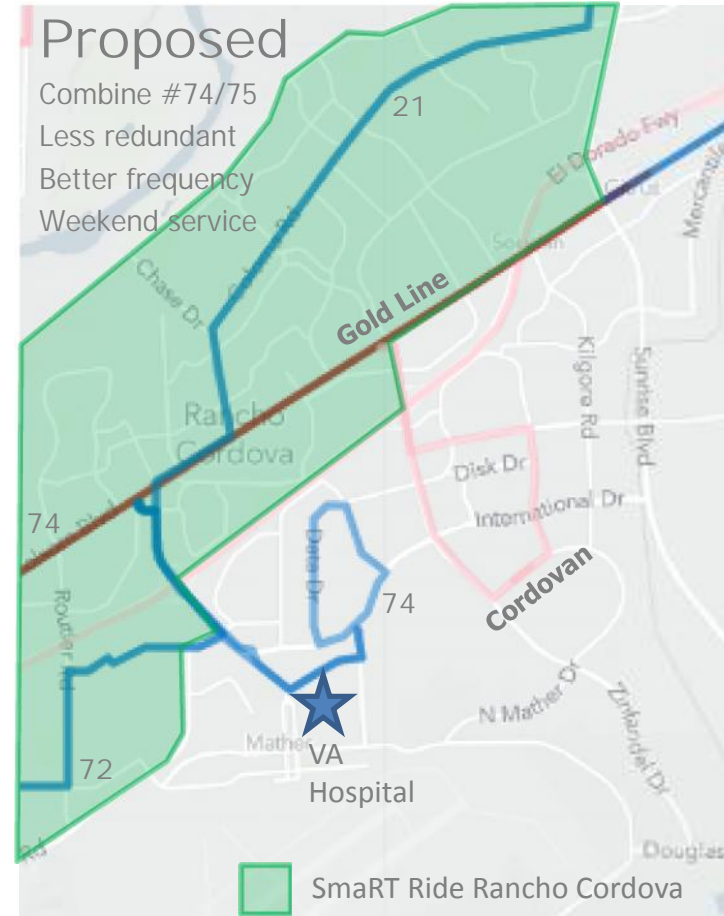 Proposed
Combine #74/75
Less redundant
Better frequency
Weekend service
21
El Dorado Fwy
Citrus
Mercantile
Chase Dr
Gold Line
Kilgore Rd
Sunrise Blvd
Rancho
Cordova
Disk Dr
International Dr
74
Data Dr
Cordovan
74
Routier Rd
N Mather Dr
Zinfandel Dr
72
Mather
VA
Hospital
Douglas
Rd
SmaRT Ride Rancho Cordova